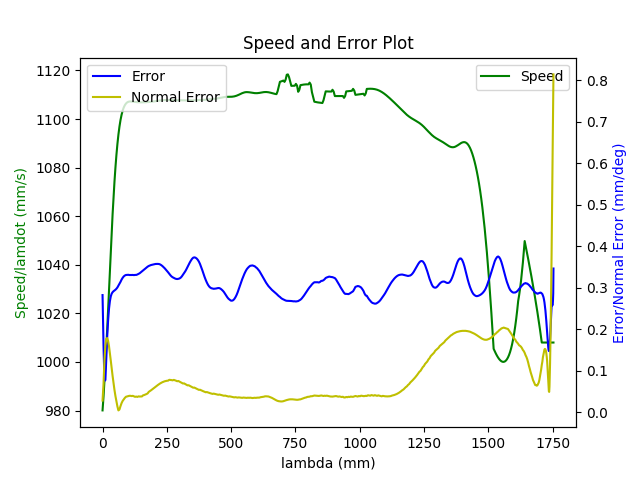 Speed and Error Plot
Error
Normal Error
Speed
1120
1100
1080
1060
1040
1020
1000
980
Speed/lamdot (mm/s)
0.8
0.7
0.6
0.5
0.4
0.3
0.2
0.1
0.0
Error/Normal Error (mm/deg)
0 250 500 750 1000 1250 1500 1750
lambda (mm)